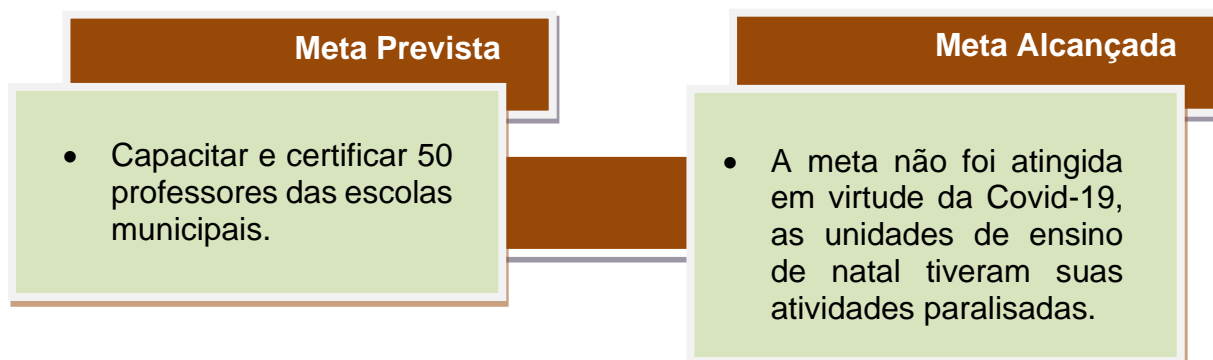 Meta Prevista
• Capacitar e certificar 50
professores das escolas
municipais.
Meta Alcançada
• A meta não foi atingida
em virtude da Covid-19,
as unidades de ensino
de natal tiveram suas
atividades paralisadas.